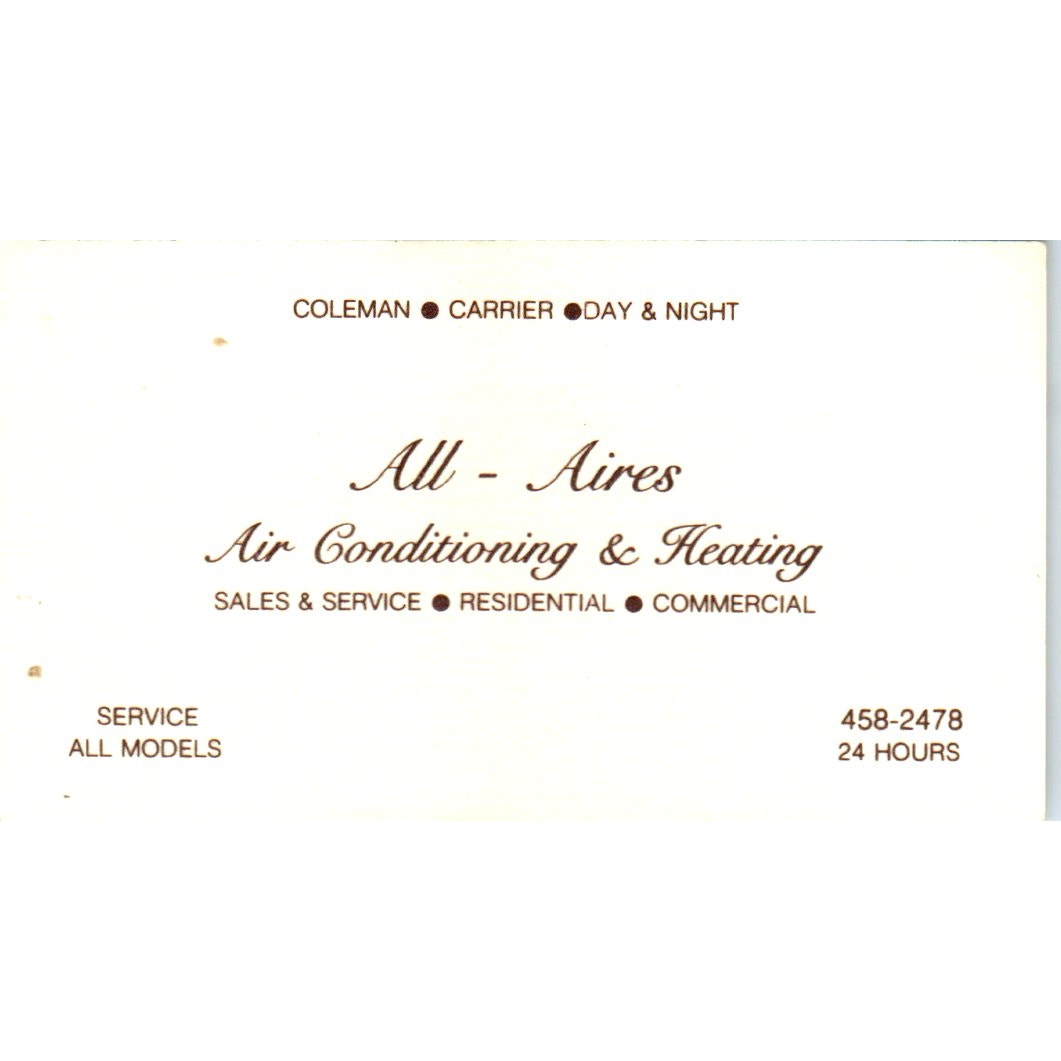 COLEMAN ● CARRIER ●DAY & NIGHT
All - Aires
Air Conditioning & Heating
SALES & SERVICE ● RESIDENTIAL ● COMMERCIAL
SERVICE
ALL MODELS
458-2478
24 HOURS